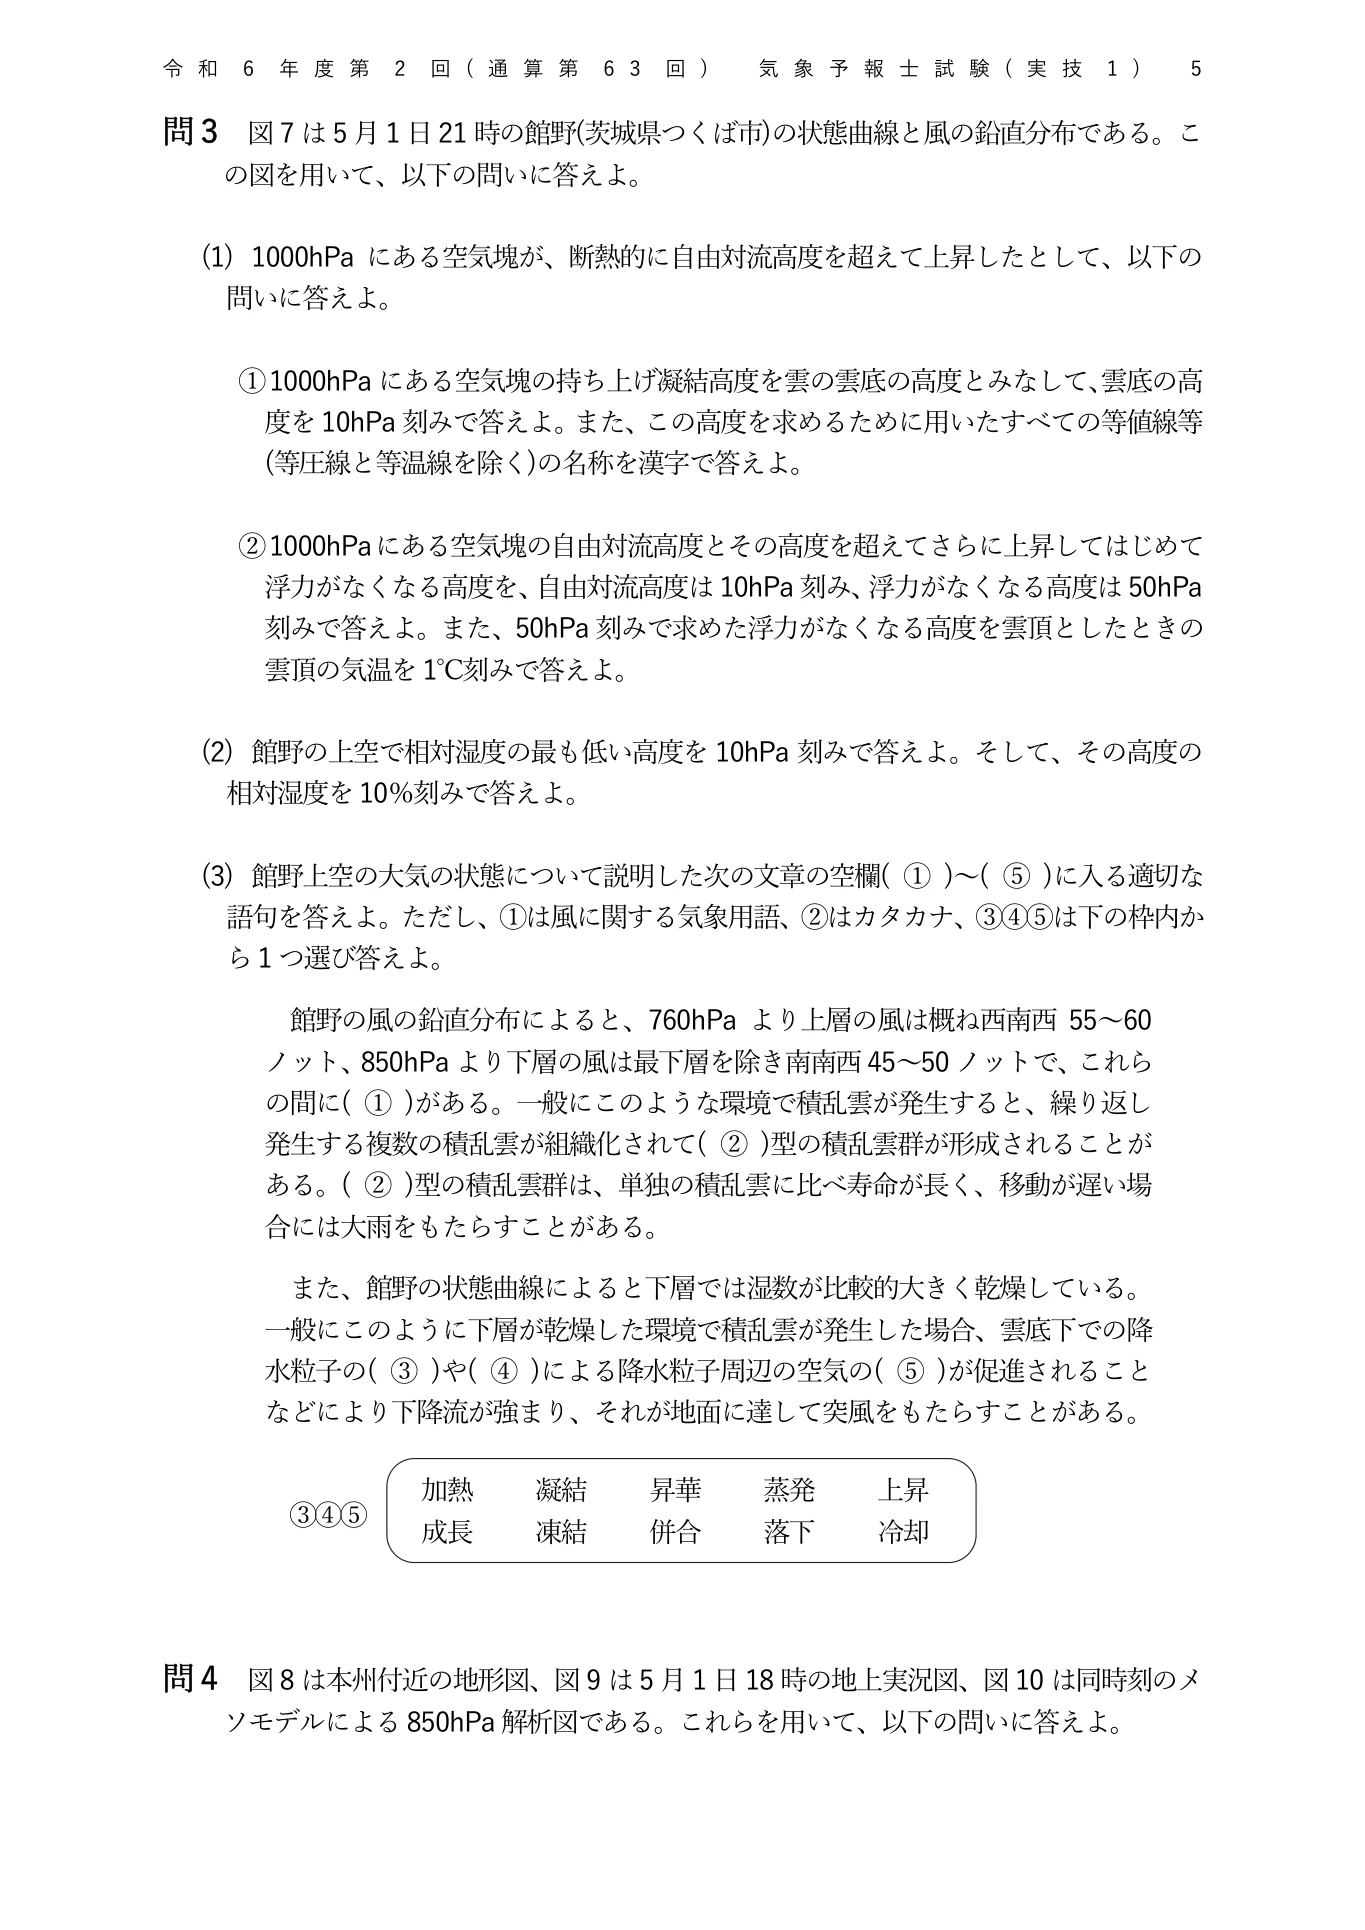 令和6年度第2回(通算第63回) 気象予報士試験(実技1) 5
問3 図7は5月1日21時の館野(茨城県つくば市)の状態曲線と風の鉛直分布である。こ
の図を用いて、以下の問いに答えよ。
(1) 1000hPa にある空気塊が、断熱的に自由対流高度を超えて上昇したとして、以下の
問いに答えよ。
①1000hPa にある空気塊の持ち上げ凝結高度を雲の雲底の高度とみなして、雲底の高
度を 10hPa 刻みで答えよ。また、この高度を求めるために用いたすべての等値線等
(等圧線と等温線を除く)の名称を漢字で答えよ。
②1000hPaにある空気塊の自由対流高度とその高度を超えてさらに上昇してはじめて
浮力がなくなる高度を、自由対流高度は 10hPa 刻み、浮力がなくなる高度は 50hPa
刻みで答えよ。また、50hPa 刻みで求めた浮力がなくなる高度を雲頂としたときの
雲頂の気温を 1℃刻みで答えよ。
(2) 館野の上空で相対湿度の最も低い高度を 10hPa 刻みで答えよ。そして、その高度の
相対湿度を 10%刻みで答えよ。
(3) 館野上空の大気の状態について説明した次の文章の空欄( ① )～( ⑤ )に入る適切な
語句を答えよ。ただし、①は風に関する気象用語、②はカタカナ、③④⑤は下の枠内か
ら1つ選び答えよ。
館野の風の鉛直分布によると、760hPa より上層の風は概ね西南西 55～60
ノット、850hPa より下層の風は最下層を除き南南西 45～50 ノットで、これら
の間に( ① )がある。一般にこのような環境で積乱雲が発生すると、繰り返し
発生する複数の積乱雲が組織化されて( ② )型の積乱雲群が形成されることが
ある。( ② )型の積乱雲群は、単独の積乱雲に比べ寿命が長く、移動が遅い場
合には大雨をもたらすことがある。
また、館野の状態曲線によると下層では湿数が比較的大きく乾燥している。
一般にこのように下層が乾燥した環境で積乱雲が発生した場合、雲底下での降
水粒子の( ③ )や( ④ )による降水粒子周辺の空気の( ⑤ )が促進されること
などにより下降流が強まり、それが地面に達して突風をもたらすことがある。
③④⑤
加熱 凝結 昇華 蒸発 上昇
成長 凍結 併合 落下 冷却
問4 図8は本州付近の地形図、図9は5月1日18時の地上実況図、図10は同時刻のメ
ソモデルによる 850hPa 解析図である。これらを用いて、以下の問いに答えよ。